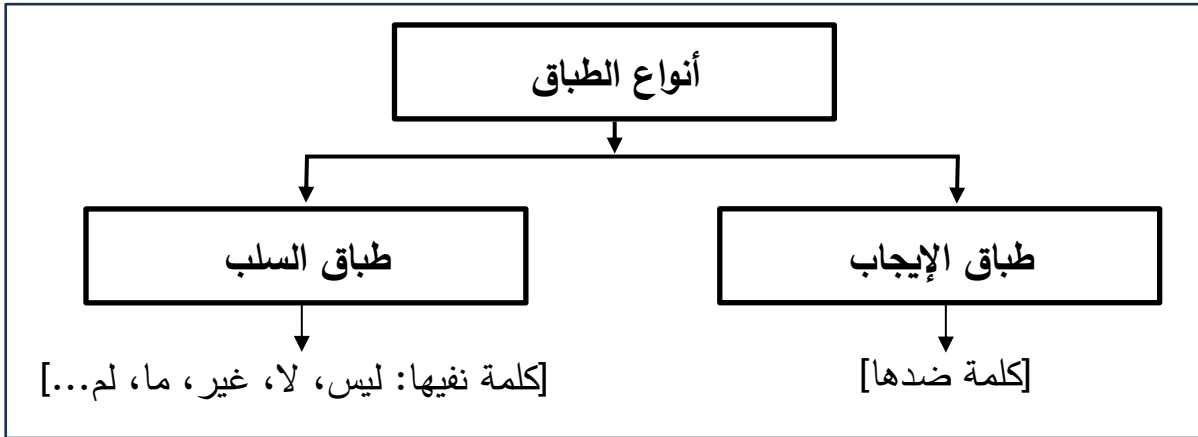 أنواع الطباق
طباق الإيجاب
طباق السلب
[كلمة ضدها]
[كلمة نفيها: ليس، لا، غير، ما، لم...]